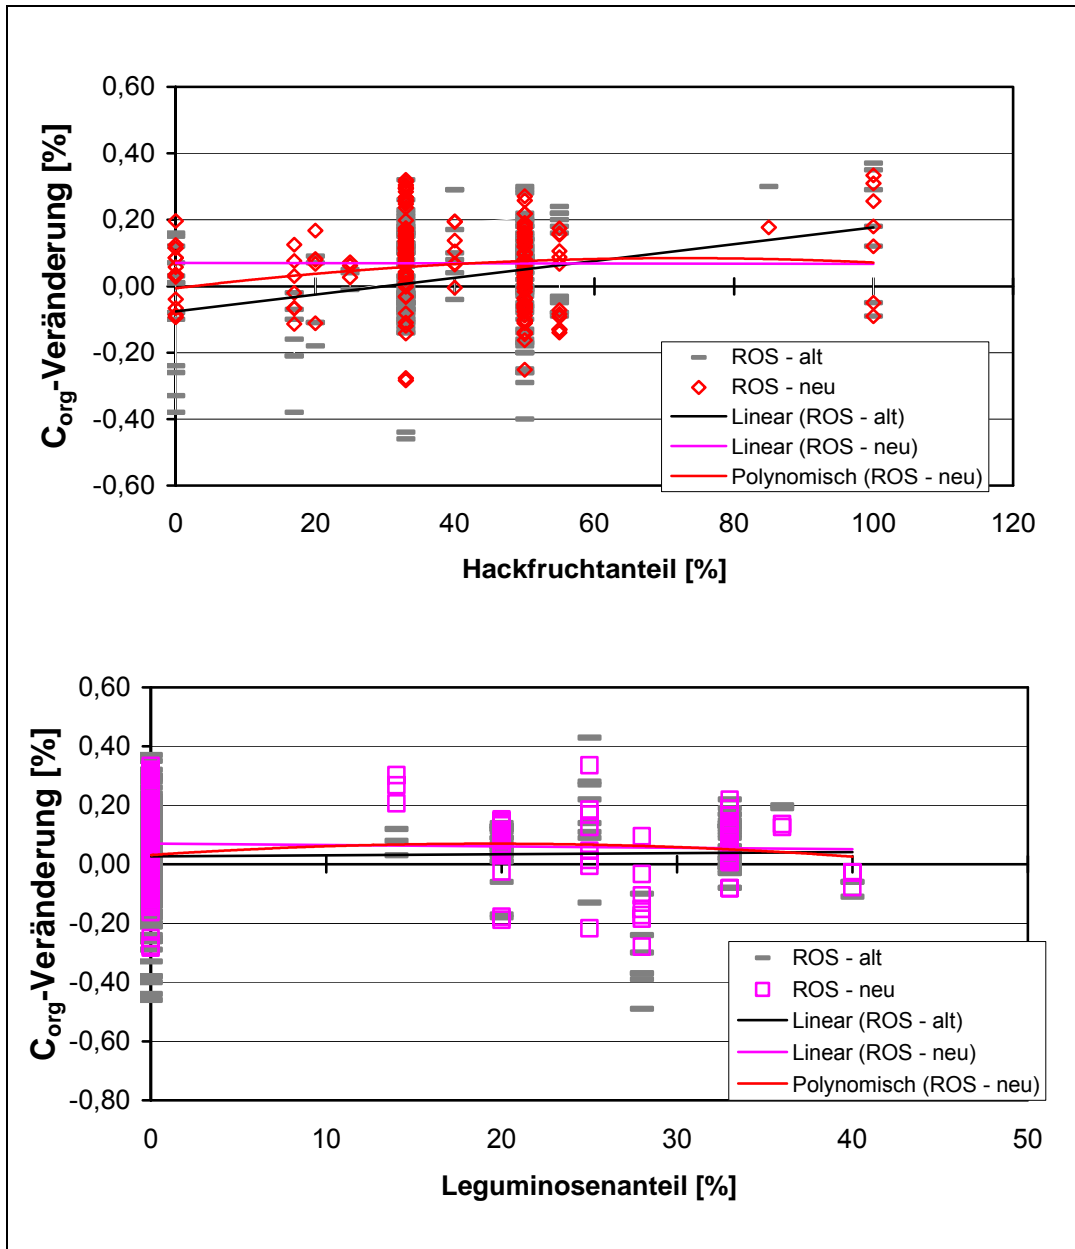 0,60
0,40
0,20
0,00
-0,20
-0,40
-0,60
C_org-Veränderung [%]
ROS - alt
ROS - neu
Linear (ROS - alt)
Linear (ROS - neu)
Polynomisch (ROS - neu)
0 20 40 60 80 100 120
Hackfruchtanteil [%]
0,60
0,40
0,20
0,00
-0,20
-0,40
-0,60
-0,80
C_org-Veränderung [%]
ROS - alt
ROS - neu
Linear (ROS - alt)
Linear (ROS - neu)
Polynomisch (ROS - neu)
0 10 20 30 40 50
Leguminosenanteil [%]